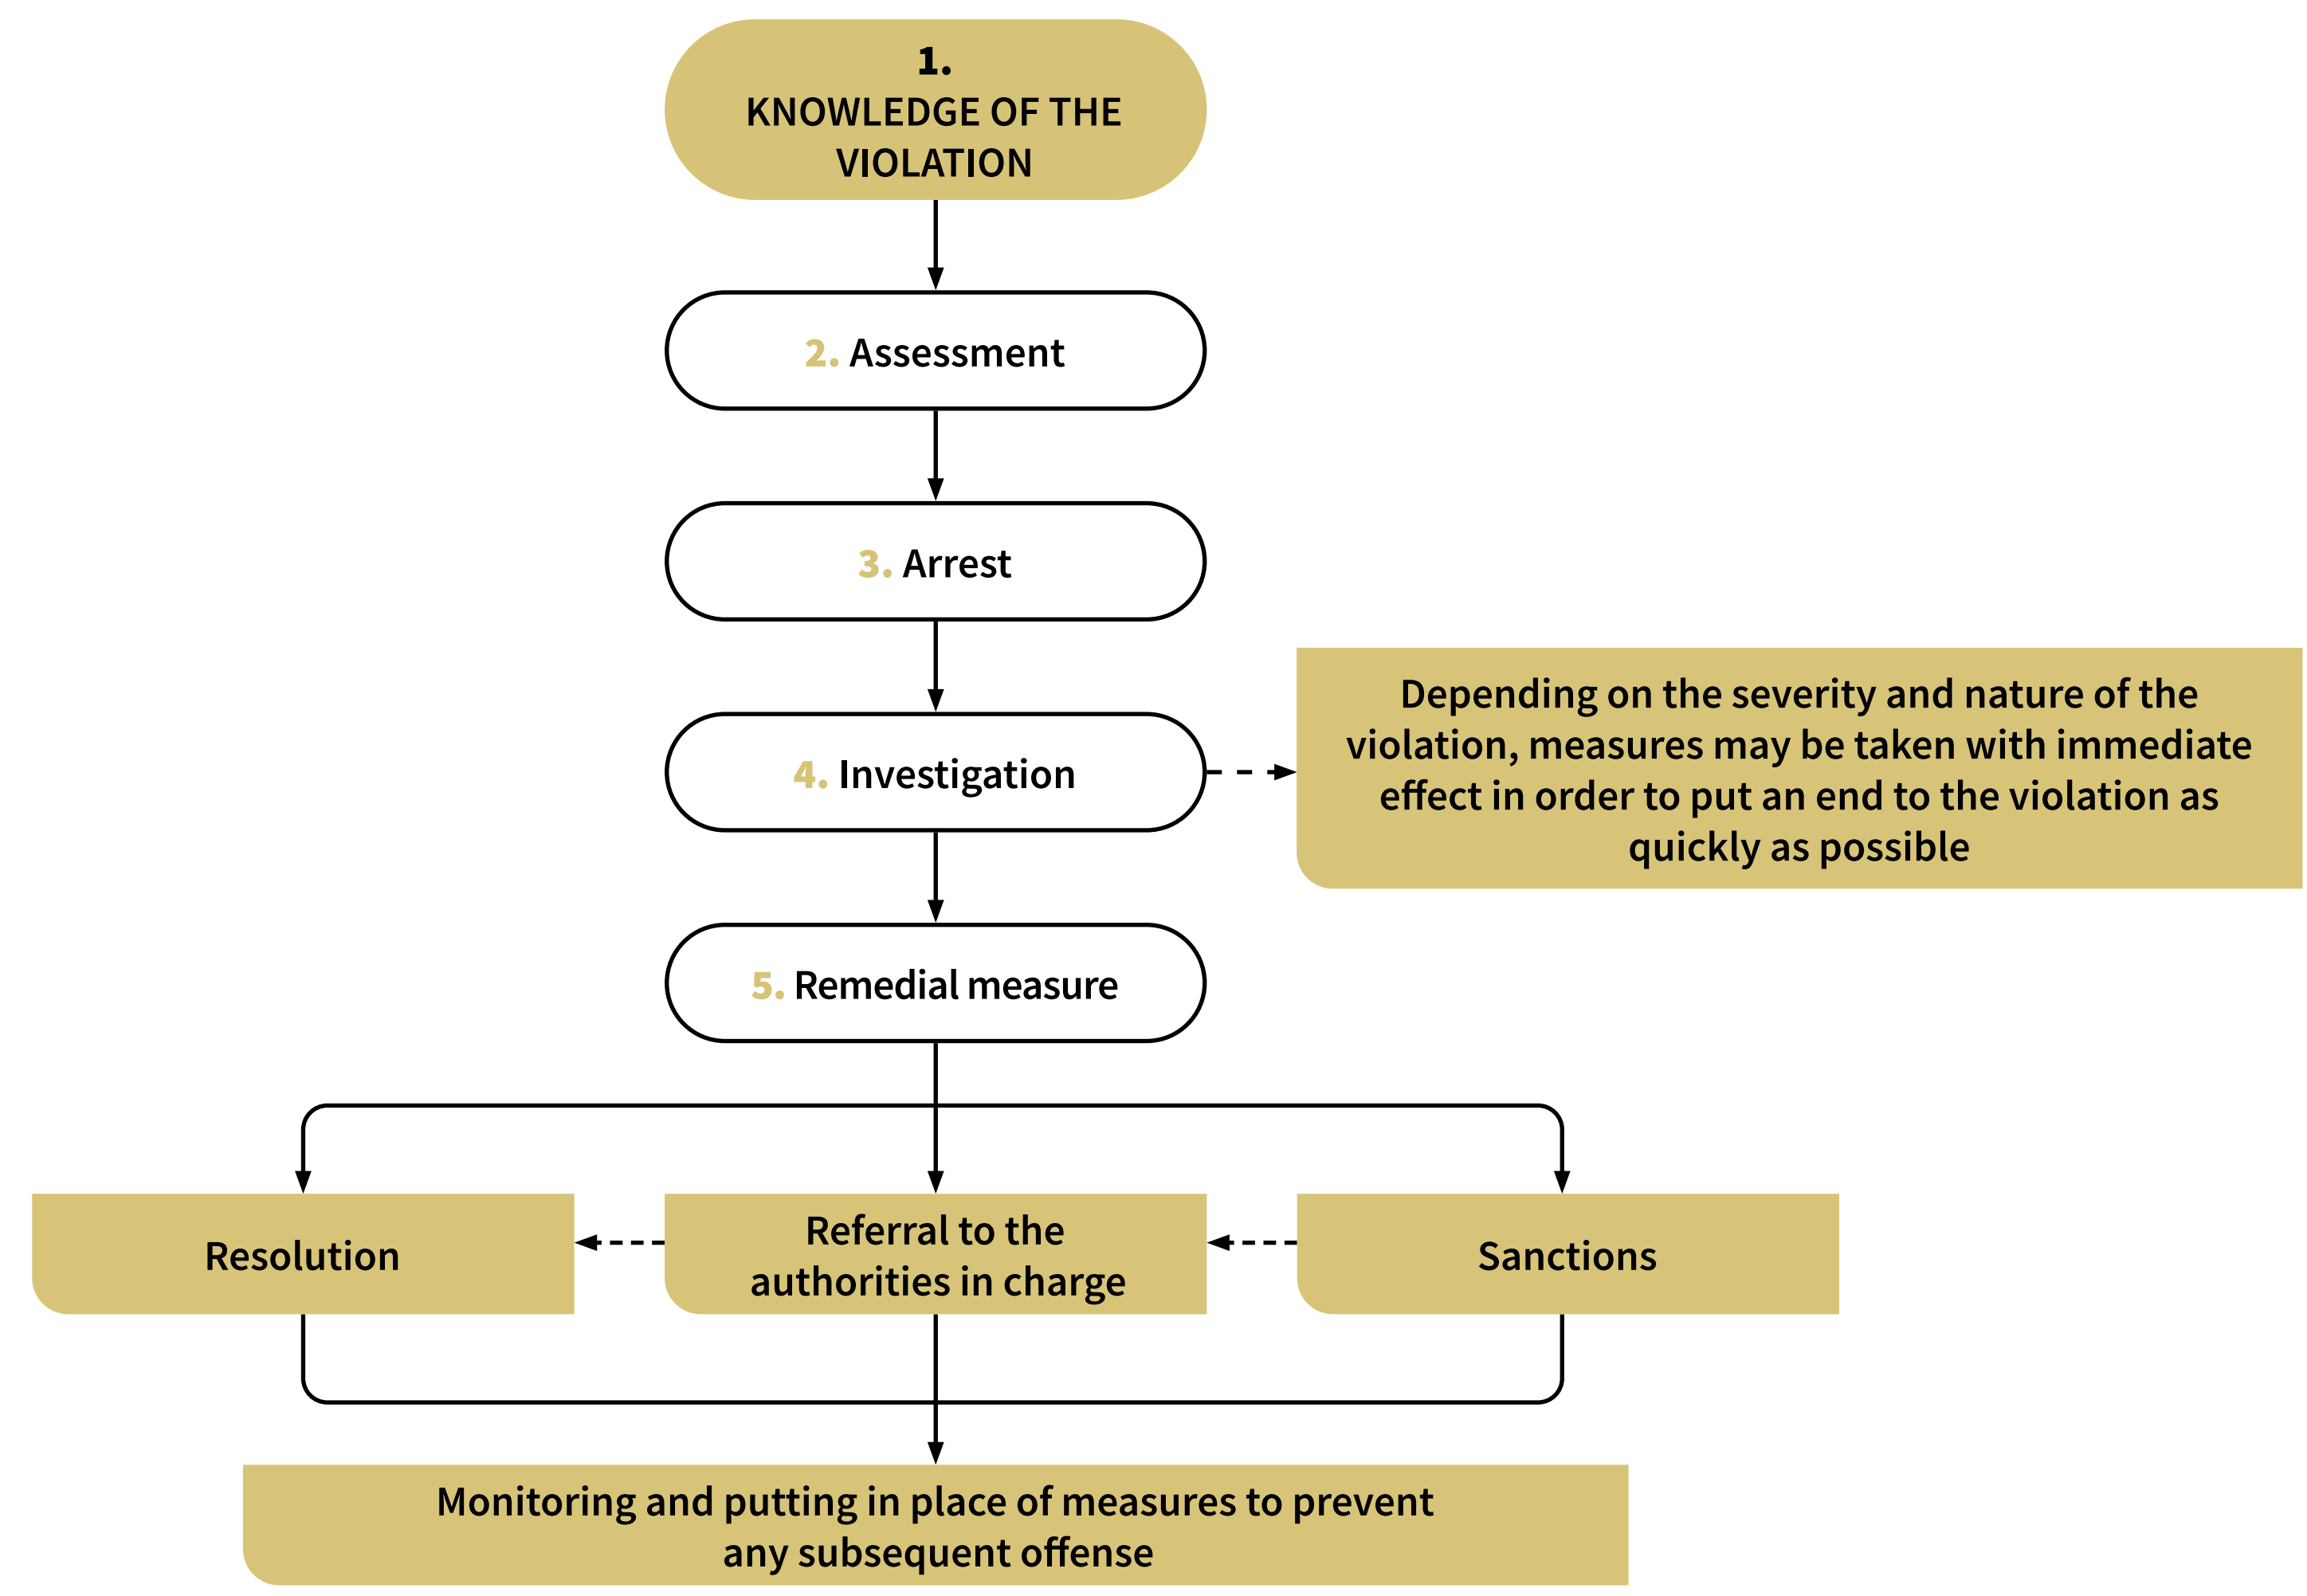 1.
KNOWLEDGE OF THE
VIOLATION
2. Assessment
3. Arrest
4. Investigation
Depending on the severity and nature of the
violation, measures may be taken with immediate
effect in order to put an end to the violation as
quickly as possible
5. Remedial measure
Resolution
Referral to the
authorities in charge
Sanctions
Monitoring and putting in place of measures to prevent
any subsequent offense